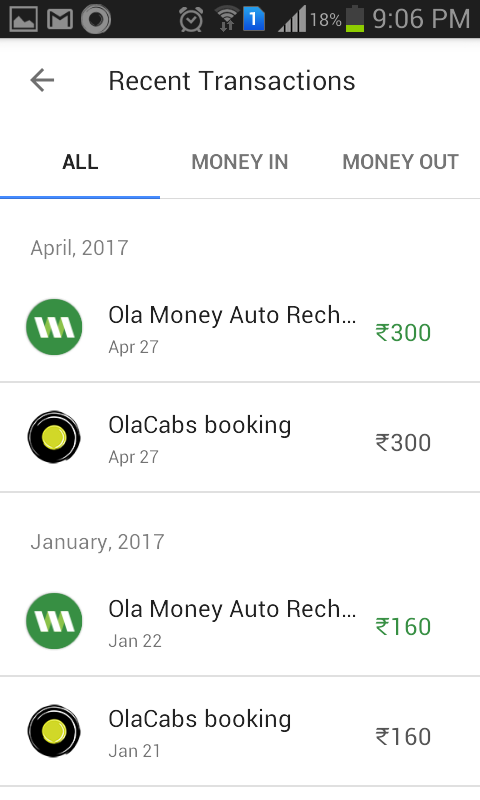 1 18% 9:06 PM
Recent Transactions
ALL MONEY IN MONEY OUT
April, 2017
Ola Money Auto Rech... ₹300
Apr 27
OlaCabs booking ₹300
Apr 27
January, 2017
Ola Money Auto Rech... ₹160
Jan 22
OlaCabs booking ₹160
Jan 21